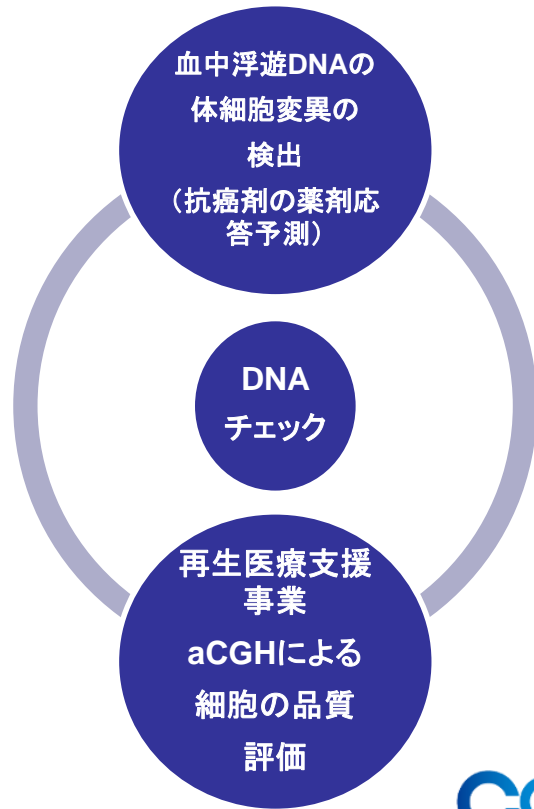 血中浮遊DNAの
体細胞変異の
検出
（抗癌剤の薬剤応
答予測）
DNA
チェック
再生医療支援
事業
aCGHによる
細胞の品質
評価